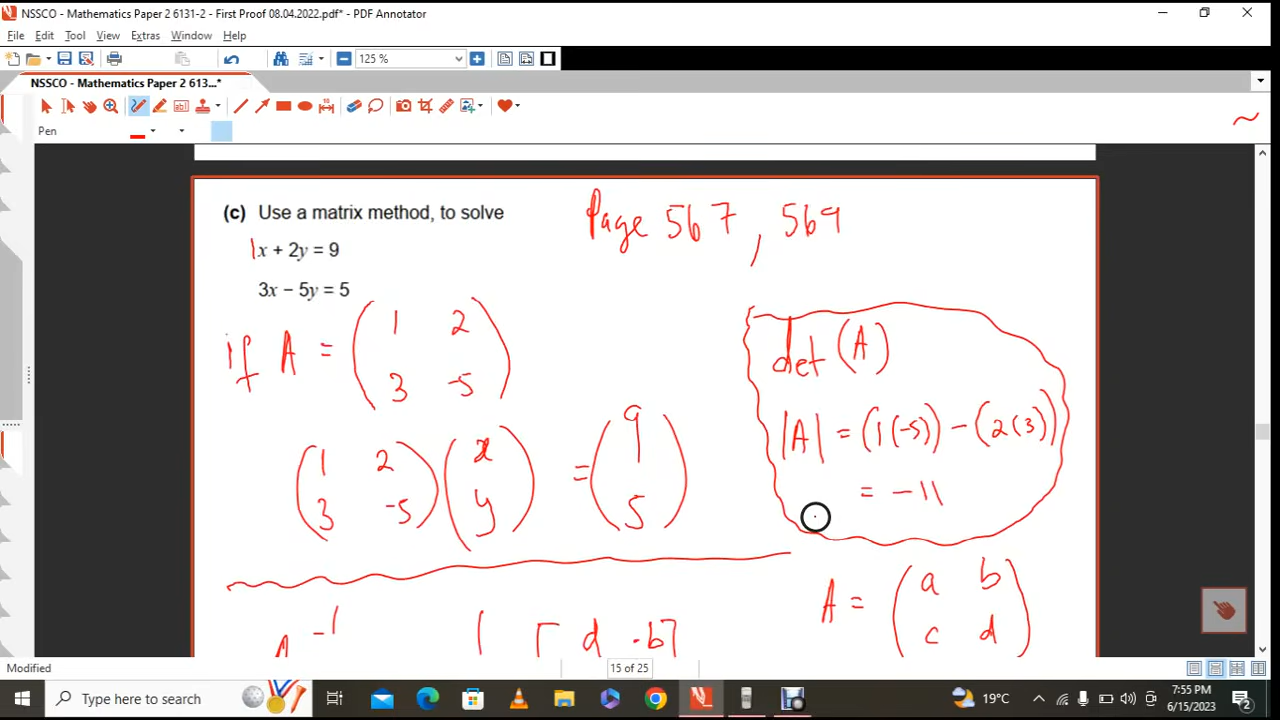 NSSCO - Mathematics Paper 2 6131-2 - First Proof 08.04.2022.pdf* - PDF Annotator
File Edit Tool View Extras Window Help
125 %
NSSCO - Mathematics Paper 2 613...*
Pen
(c) Use a matrix method, to solve
Page 567, 569
1x + 2y = 9
3x − 5y = 5
if A = (1 2
3 -5)
(1 2
3 -5) (x
y) = (9
5)
det (A)
|A| = (1(-5)) - (2(3))
= -11
A = (a b
c d)
A -1
1 [d -b]
Modified
15 of 25
Type here to search
19°C
7:55 PM
6/15/2023
2